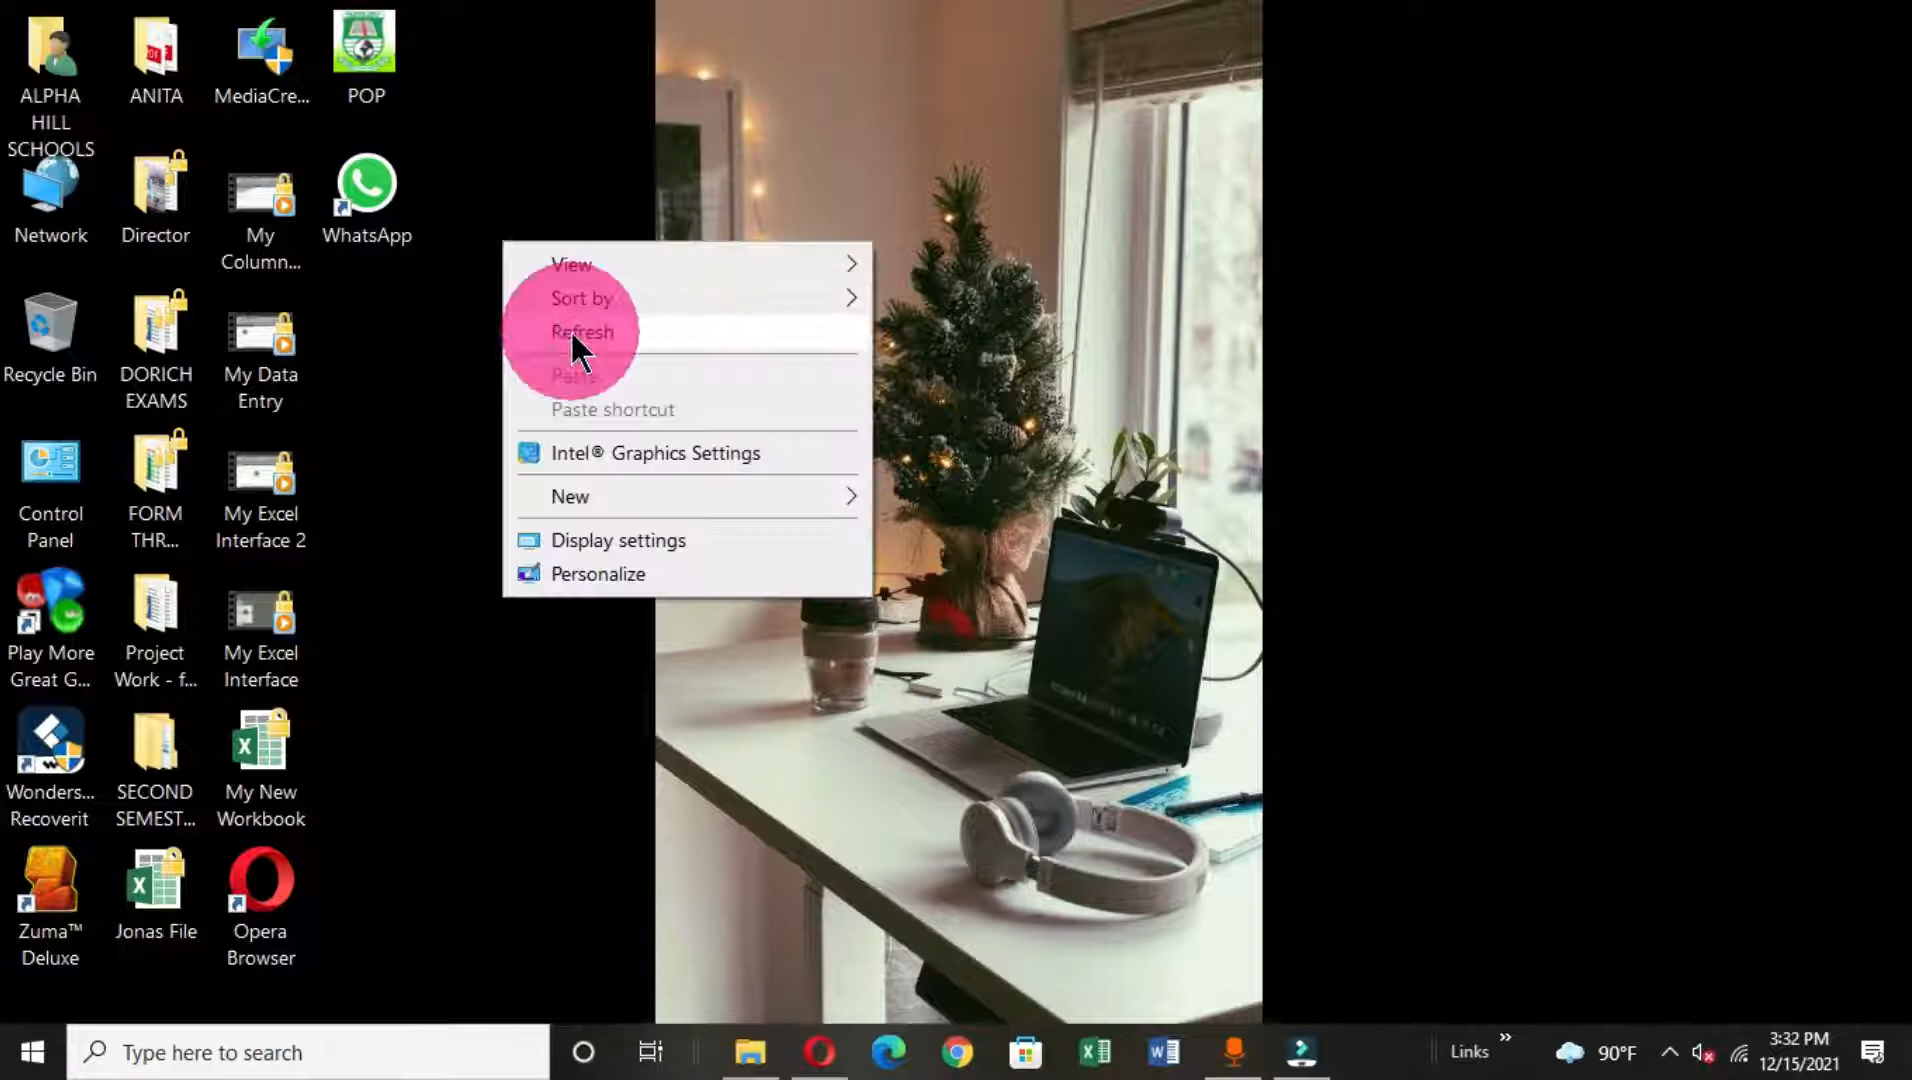 ALPHA
HILL
SCHOOLS
ANITA
MediaCre...
POP
Network
Director
My
Column...
WhatsApp
Recycle Bin
DORICH
EXAMS
My Data
Entry
Control
Panel
FORM
THR...
My Excel
Interface 2
Play More
Great G...
Project
Work - f...
My Excel
Interface
Wonders...
Recoverit
SECOND
SEMEST...
My New
Workbook
Zuma™
Deluxe
Jonas File
Opera
Browser
View
Sort by
Refresh
Paste
Paste shortcut
Intel® Graphics Settings
New
Display settings
Personalize
Type here to search
Links
90°F
3:32 PM
12/15/2021